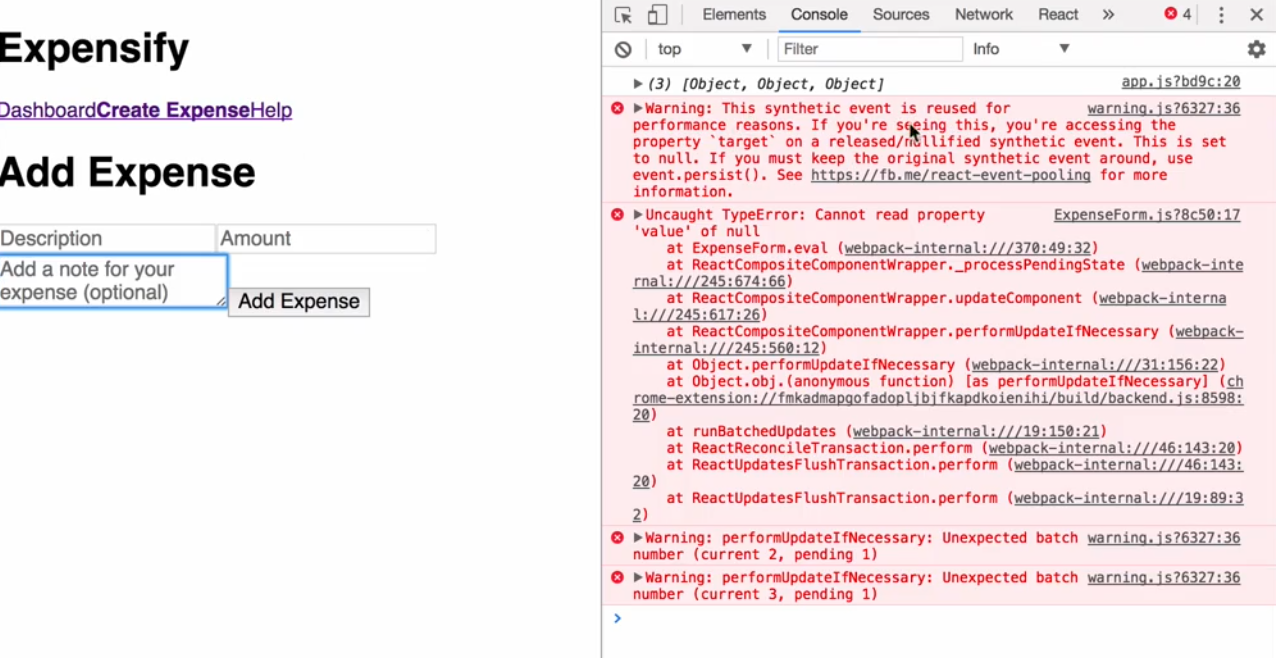 Expensify
DashboardCreate ExpenseHelp
Add Expense
Description
Amount
Add a note for your
expense (optional)
Add Expense
Elements Console Sources Network React » 4
top Filter Info
(3) [Object, Object, Object] app.js?bd9c:20
Warning: This synthetic event is reused for warning.js?6327:36
performance reasons. If you're seeing this, you're accessing the
property `target` on a released/nullified synthetic event. This is set
to null. If you must keep the original synthetic event around, use
event.persist(). See https://fb.me/react-event-pooling for more
information.
Uncaught TypeError: Cannot read property ExpenseForm.js?8c50:17
'value' of null
at ExpenseForm.eval (webpack-internal:///370:49:32)
at ReactCompositeComponentWrapper._processPendingState (webpack-inte
rnal:///245:674:66)
at ReactCompositeComponentWrapper.updateComponent (webpack-interna
l:///245:617:26)
at ReactCompositeComponentWrapper.performUpdateIfNecessary (webpack-
internal:///245:560:12)
at Object.performUpdateIfNecessary (webpack-internal:///31:156:22)
at Object.obj.(anonymous function) [as performUpdateIfNecessary] (ch
rome-extension://fmkadmapgofadopljbjfkapdkoienihi/build/backend.js:8598:
20)
at runBatchedUpdates (webpack-internal:///19:150:21)
at ReactReconcileTransaction.perform (webpack-internal:///46:143:20)
at ReactUpdatesFlushTransaction.perform (webpack-internal:///46:143:
20)
at ReactUpdatesFlushTransaction.perform (webpack-internal:///19:89:3
2)
Warning: performUpdateIfNecessary: Unexpected batch warning.js?6327:36
number (current 2, pending 1)
Warning: performUpdateIfNecessary: Unexpected batch warning.js?6327:36
number (current 3, pending 1)